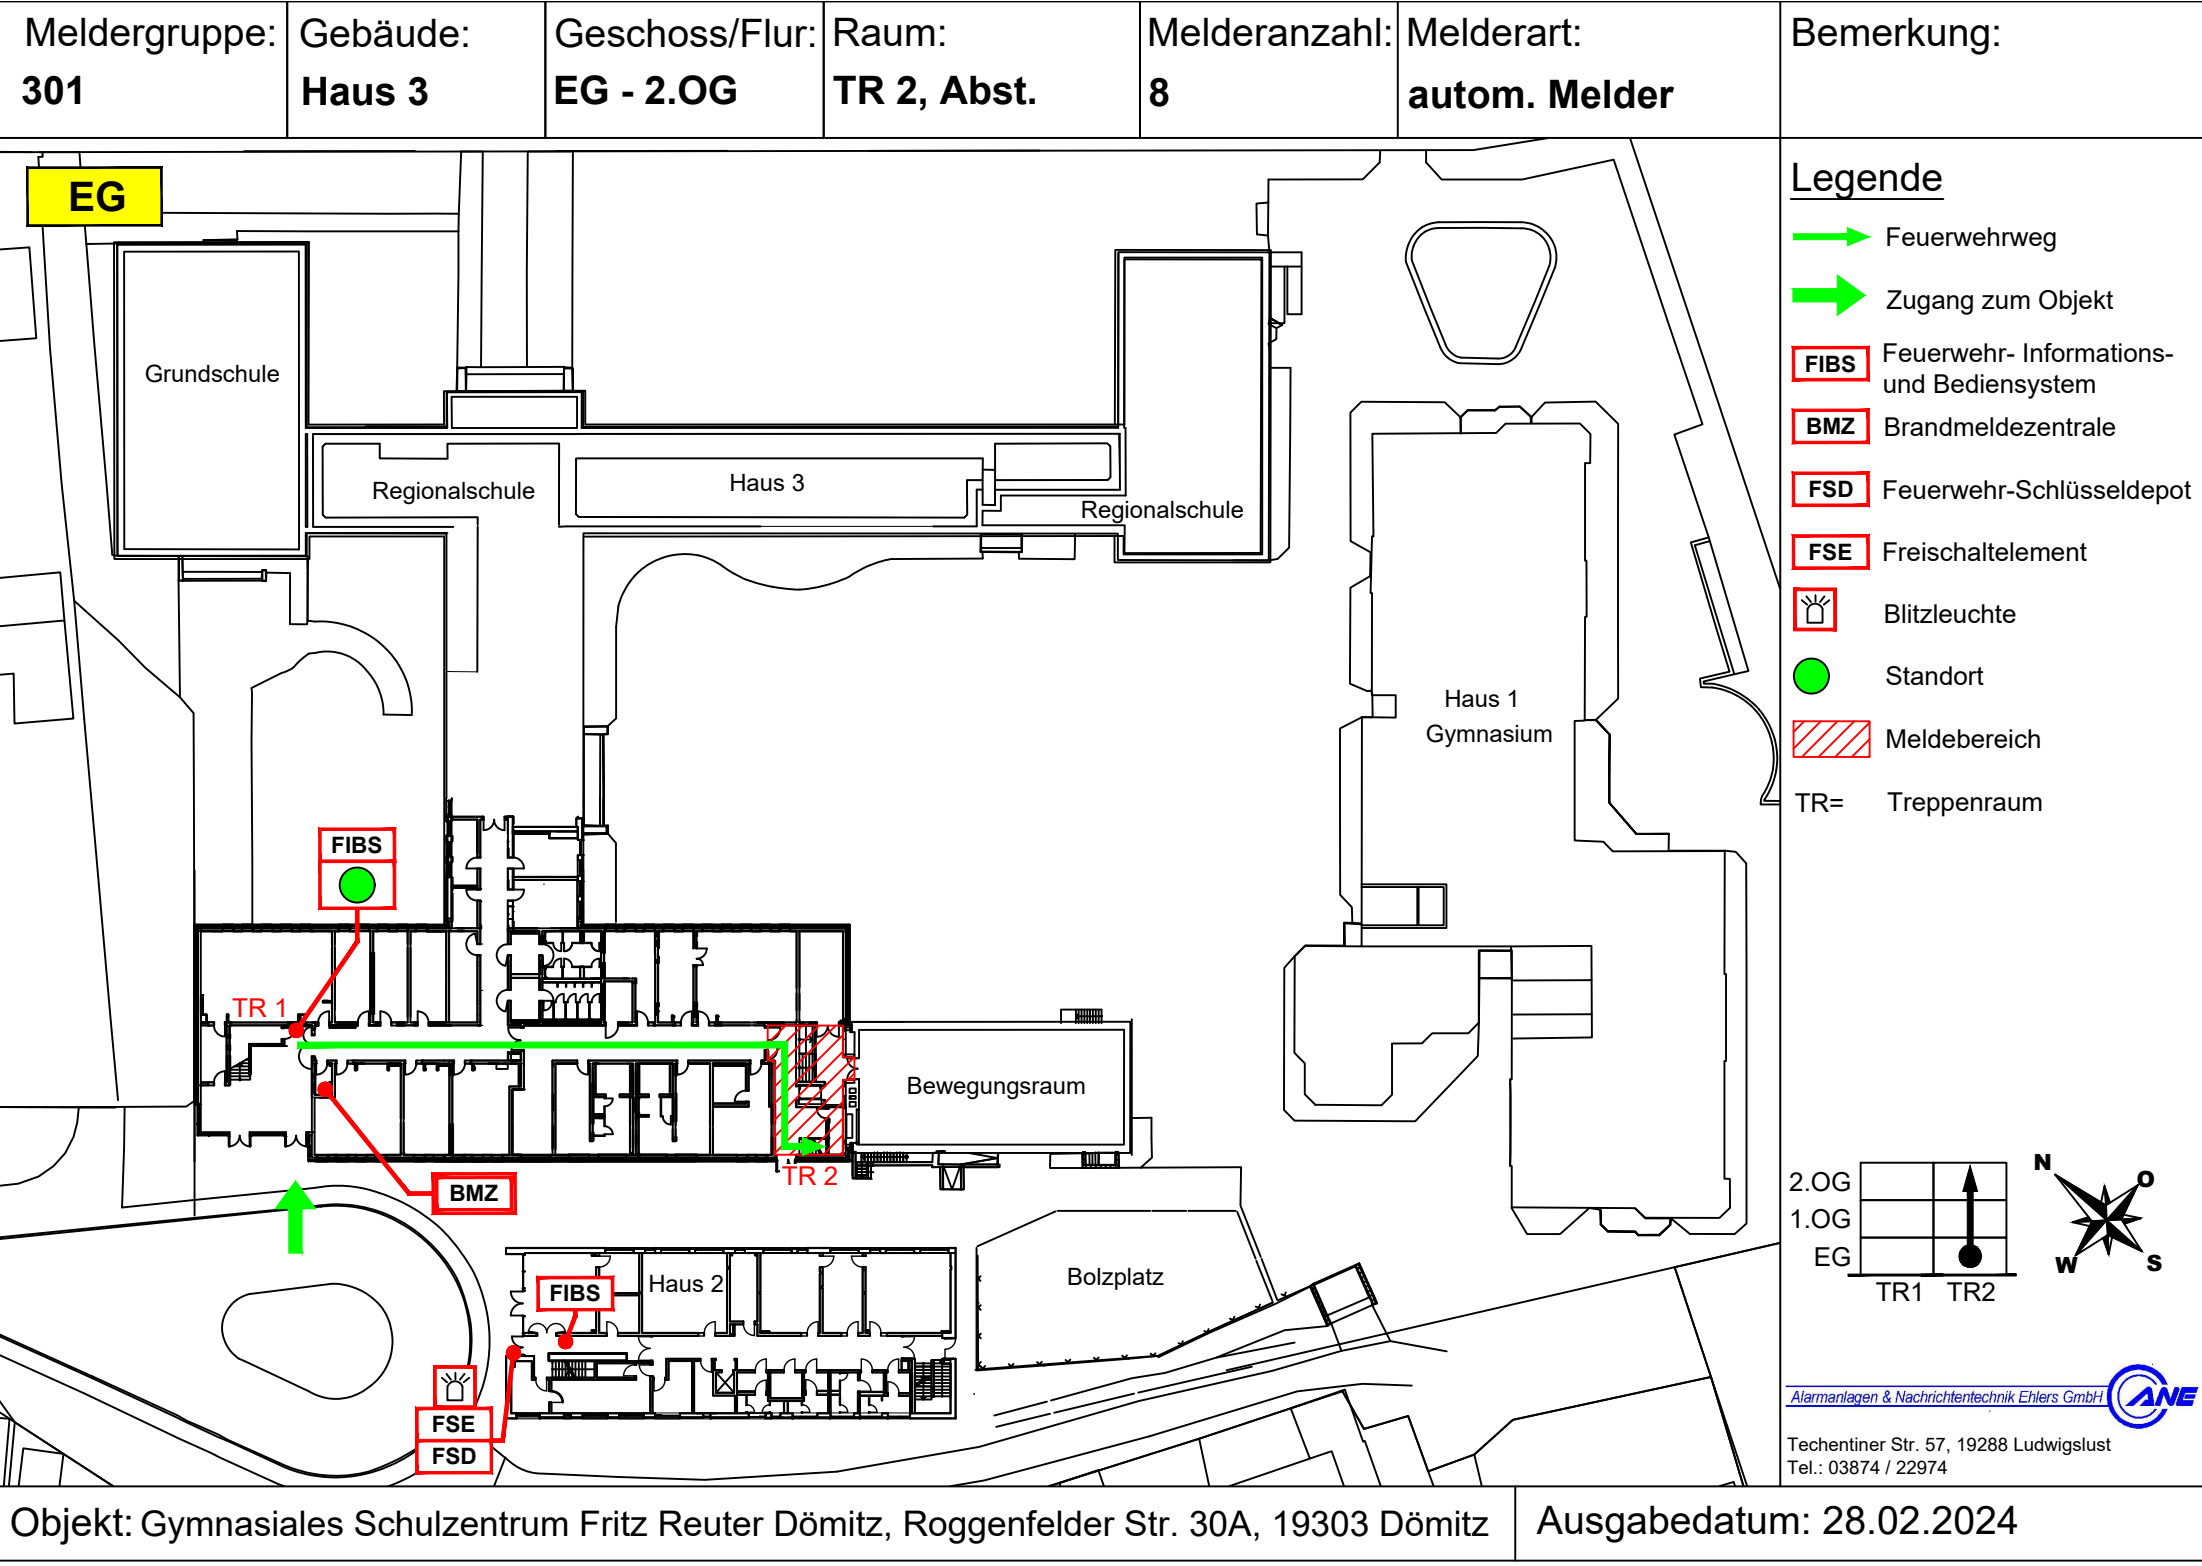 Meldergruppe:
301
Gebäude:
Haus 3
Geschoss/Flur:
EG - 2.OG
Raum:
TR 2, Abst.
Melderanzahl:
8
Melderart:
autom. Melder
Bemerkung:
EG
Grundschule
Regionalschule
Haus 3
Regionalschule
Haus 1
Gymnasium
FIBS
TR 1
Bewegungsraum
TR 2
BMZ
Haus 2
FIBS
Bolzplatz
FSE
FSD
Legende
Feuerwehrweg
Zugang zum Objekt
FIBS Feuerwehr- Informations-
und Bediensystem
BMZ Brandmeldezentrale
FSD Feuerwehr-Schlüsseldepot
FSE Freischaltelement
Blitzleuchte
Standort
Meldebereich
TR= Treppenraum
2.OG
1.OG
EG
TR1 TR2
N
O
W
S
Alarmanlagen & Nachrichtentechnik Ehlers GmbH
ANE
Techentiner Str. 57, 19288 Ludwigslust
Tel.: 03874 / 22974
Objekt: Gymnasiales Schulzentrum Fritz Reuter Dömitz, Roggenfelder Str. 30A, 19303 Dömitz
Ausgabedatum: 28.02.2024